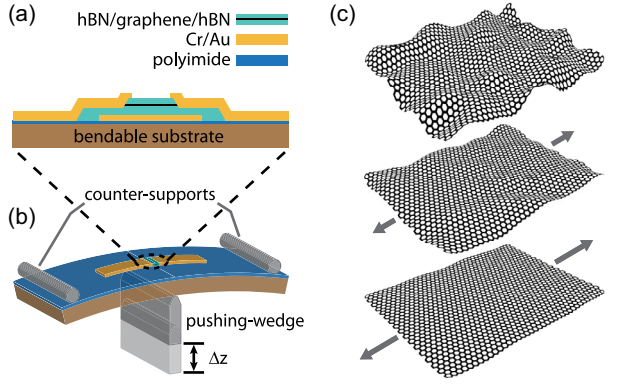 (a)
hBN/graphene/hBN
Cr/Au
polyimide
bendable substrate
counter-supports
(b)
pushing-wedge
Δz
(c)